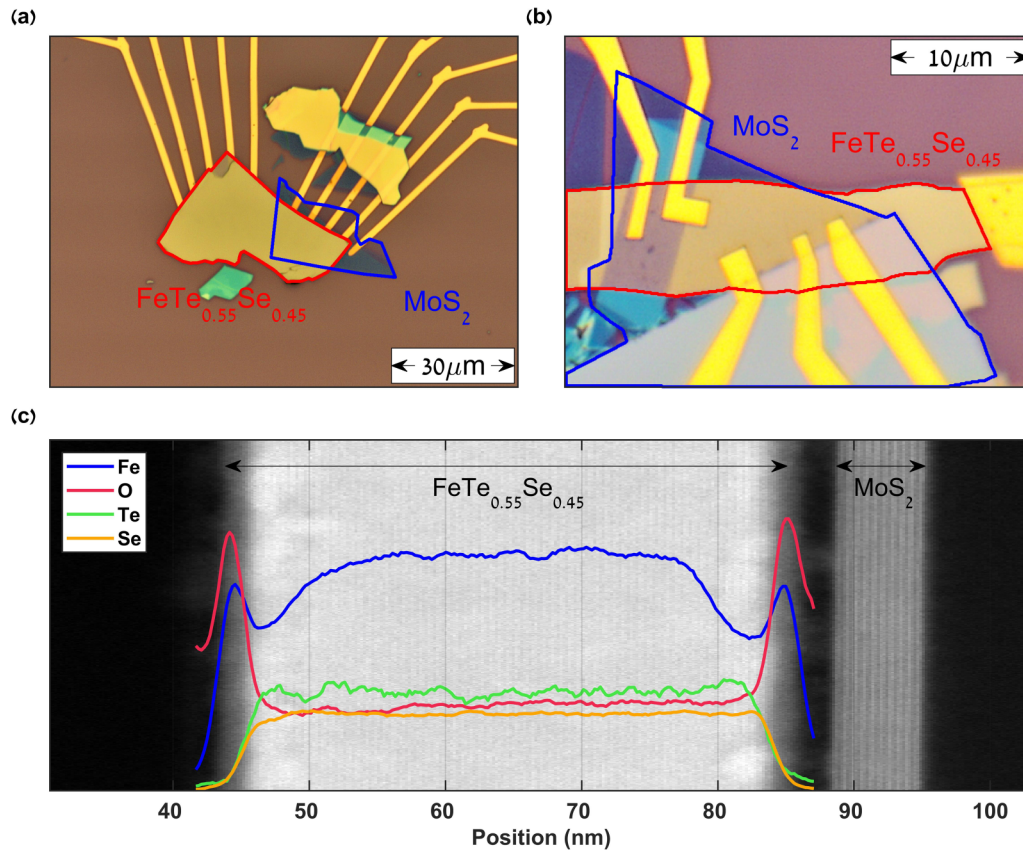 (a)
FeTe0.55Se0.45
MoS2
30μm
(b)
10μm
MoS2
FeTe0.55Se0.45
(c)
Fe
O
Te
Se
FeTe0.55Se0.45
MoS2
40 50 60 70 80 90 100
Position (nm)